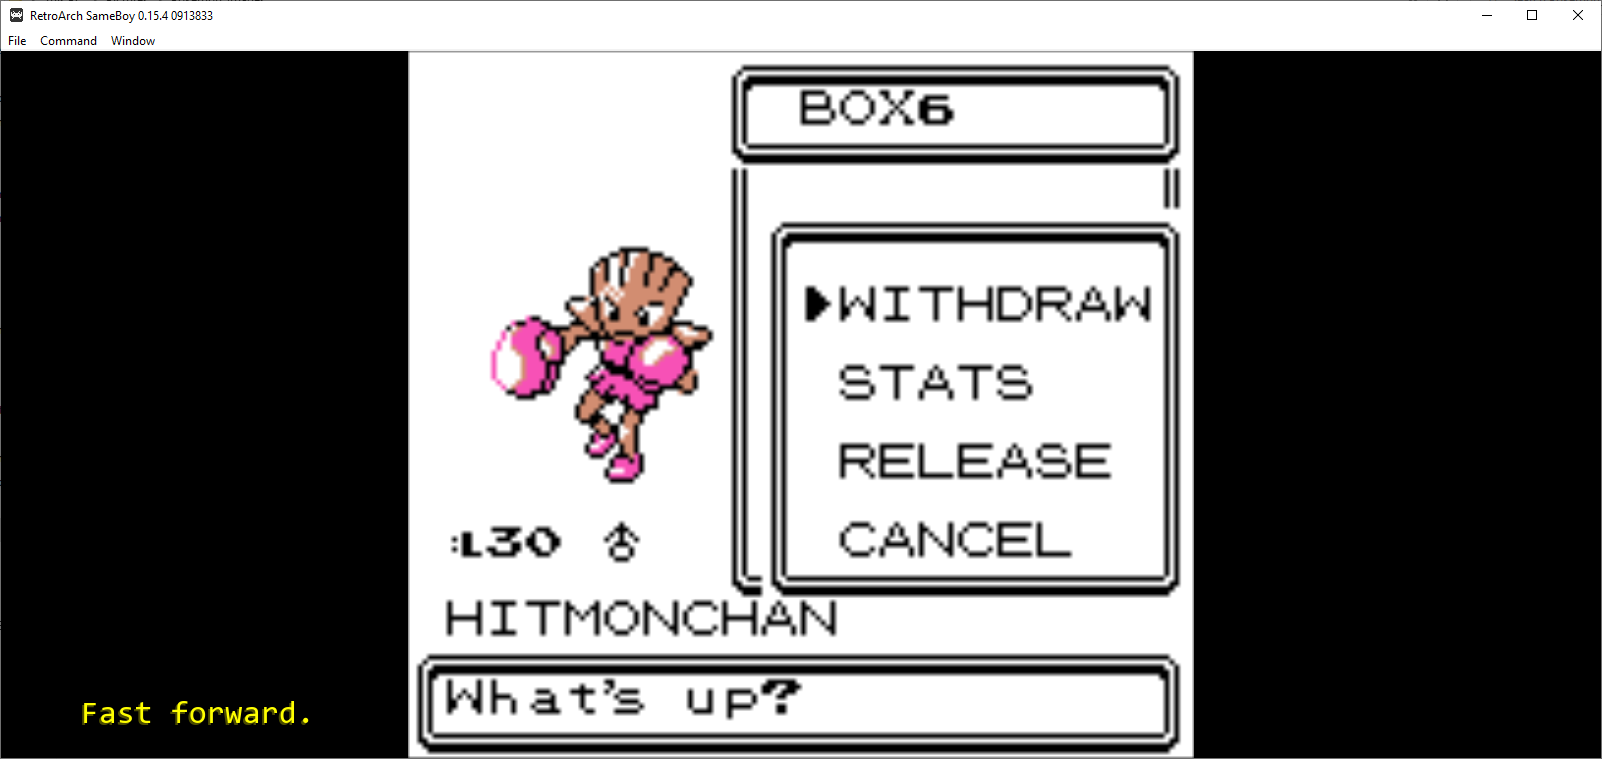 RetroArch SameBoy 0.15.4 0913833
File Command Window
BOX6
WITHDRAW
STATS
RELEASE
CANCEL
:L30 ♂
HITMONCHAN
What's up?
Fast forward.